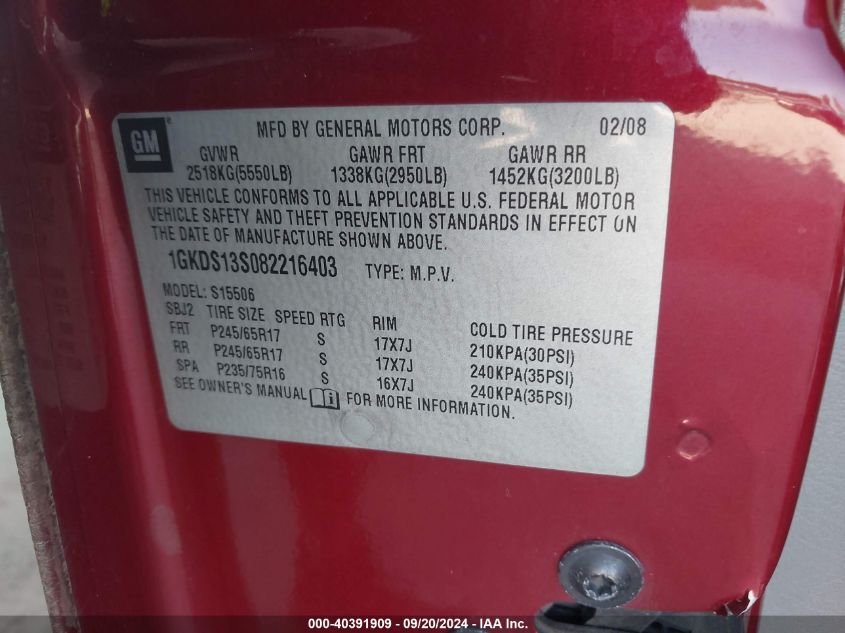 GM
MFD BY GENERAL MOTORS CORP. 02/08
GVWR GAWR FRT GAWR RR
2518KG(5550LB) 1338KG(2950LB) 1452KG(3200LB)
THIS VEHICLE CONFORMS TO ALL APPLICABLE U.S. FEDERAL MOTOR
VEHICLE SAFETY AND THEFT PREVENTION STANDARDS IN EFFECT ON
THE DATE OF MANUFACTURE SHOWN ABOVE.
1GKDS13S082216403 TYPE: M.P.V.
MODEL: S15506
SBJ2 TIRE SIZE SPEED RTG RIM COLD TIRE PRESSURE
FRT P245/65R17 S 17X7J 210KPA(30PSI)
RR P245/65R17 S 17X7J 240KPA(35PSI)
SPA P235/75R16 S 16X7J 240KPA(35PSI)
SEE OWNER'S MANUAL i FOR MORE INFORMATION.
000-40391909 - 09/20/2024 - IAA Inc.